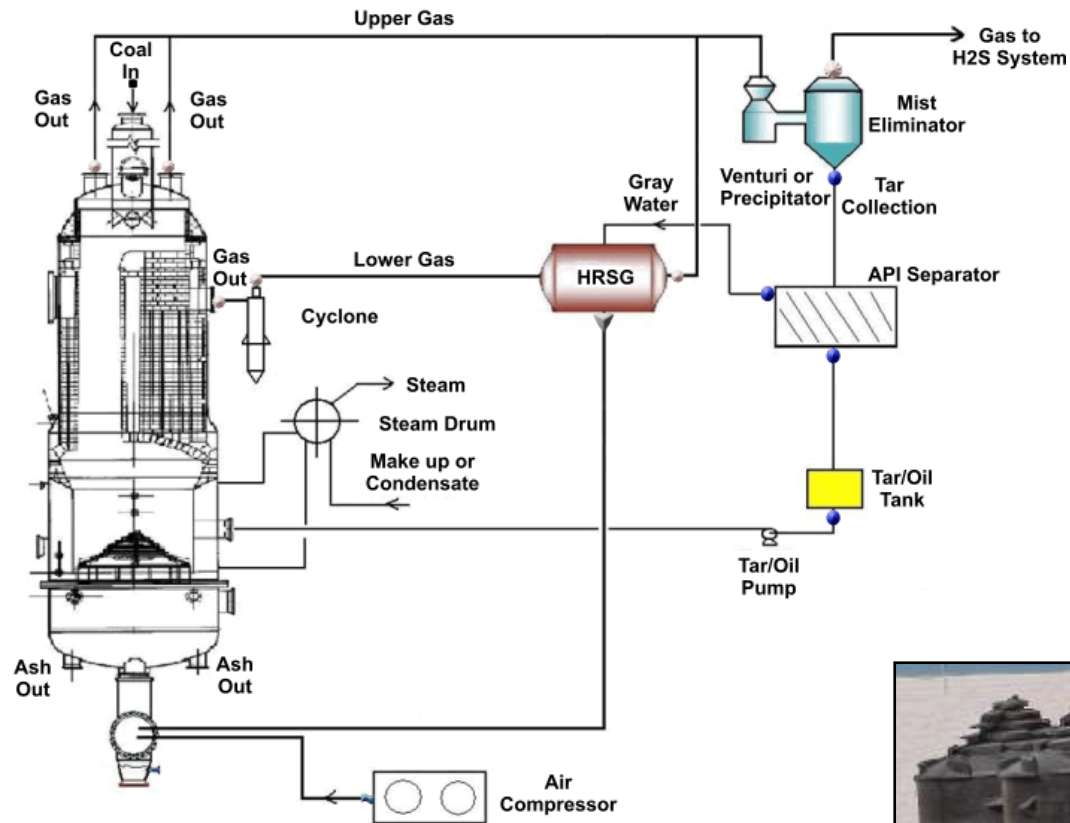 Upper Gas
Coal
In
Gas to
H2S System
Gas
Out
Gas
Out
Mist
Eliminator
Venturi or
Precipitator
Tar
Collection
Gray
Water
Gas
Out
Lower Gas
HRSG
API Separator
Cyclone
Steam
Steam Drum
Make up or
Condensate
Tar/Oil
Tank
Tar/Oil
Pump
Ash
Out
Ash
Out
Air
Compressor